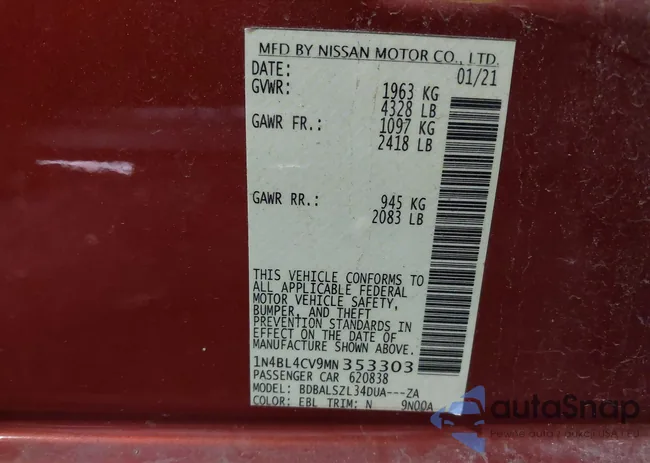 MFD BY NISSAN MOTOR CO., LTD.
DATE: 01/21
GVWR: 1963 KG
4328 LB
GAWR FR.: 1097 KG
2418 LB
GAWR RR.: 945 KG
2083 LB
THIS VEHICLE CONFORMS TO
ALL APPLICABLE FEDERAL
MOTOR VEHICLE SAFETY,
BUMPER, AND THEFT
PREVENTION STANDARDS IN
EFFECT ON THE DATE OF
MANUFACTURE SHOWN ABOVE.
1N4BL4CV9MN353303
PASSENGER CAR 620838
MODEL: BDBALSZL34DUA---ZA
COLOR: EBL TRIM: N 9N00A
autoSnap
Pewne auto z aukcji